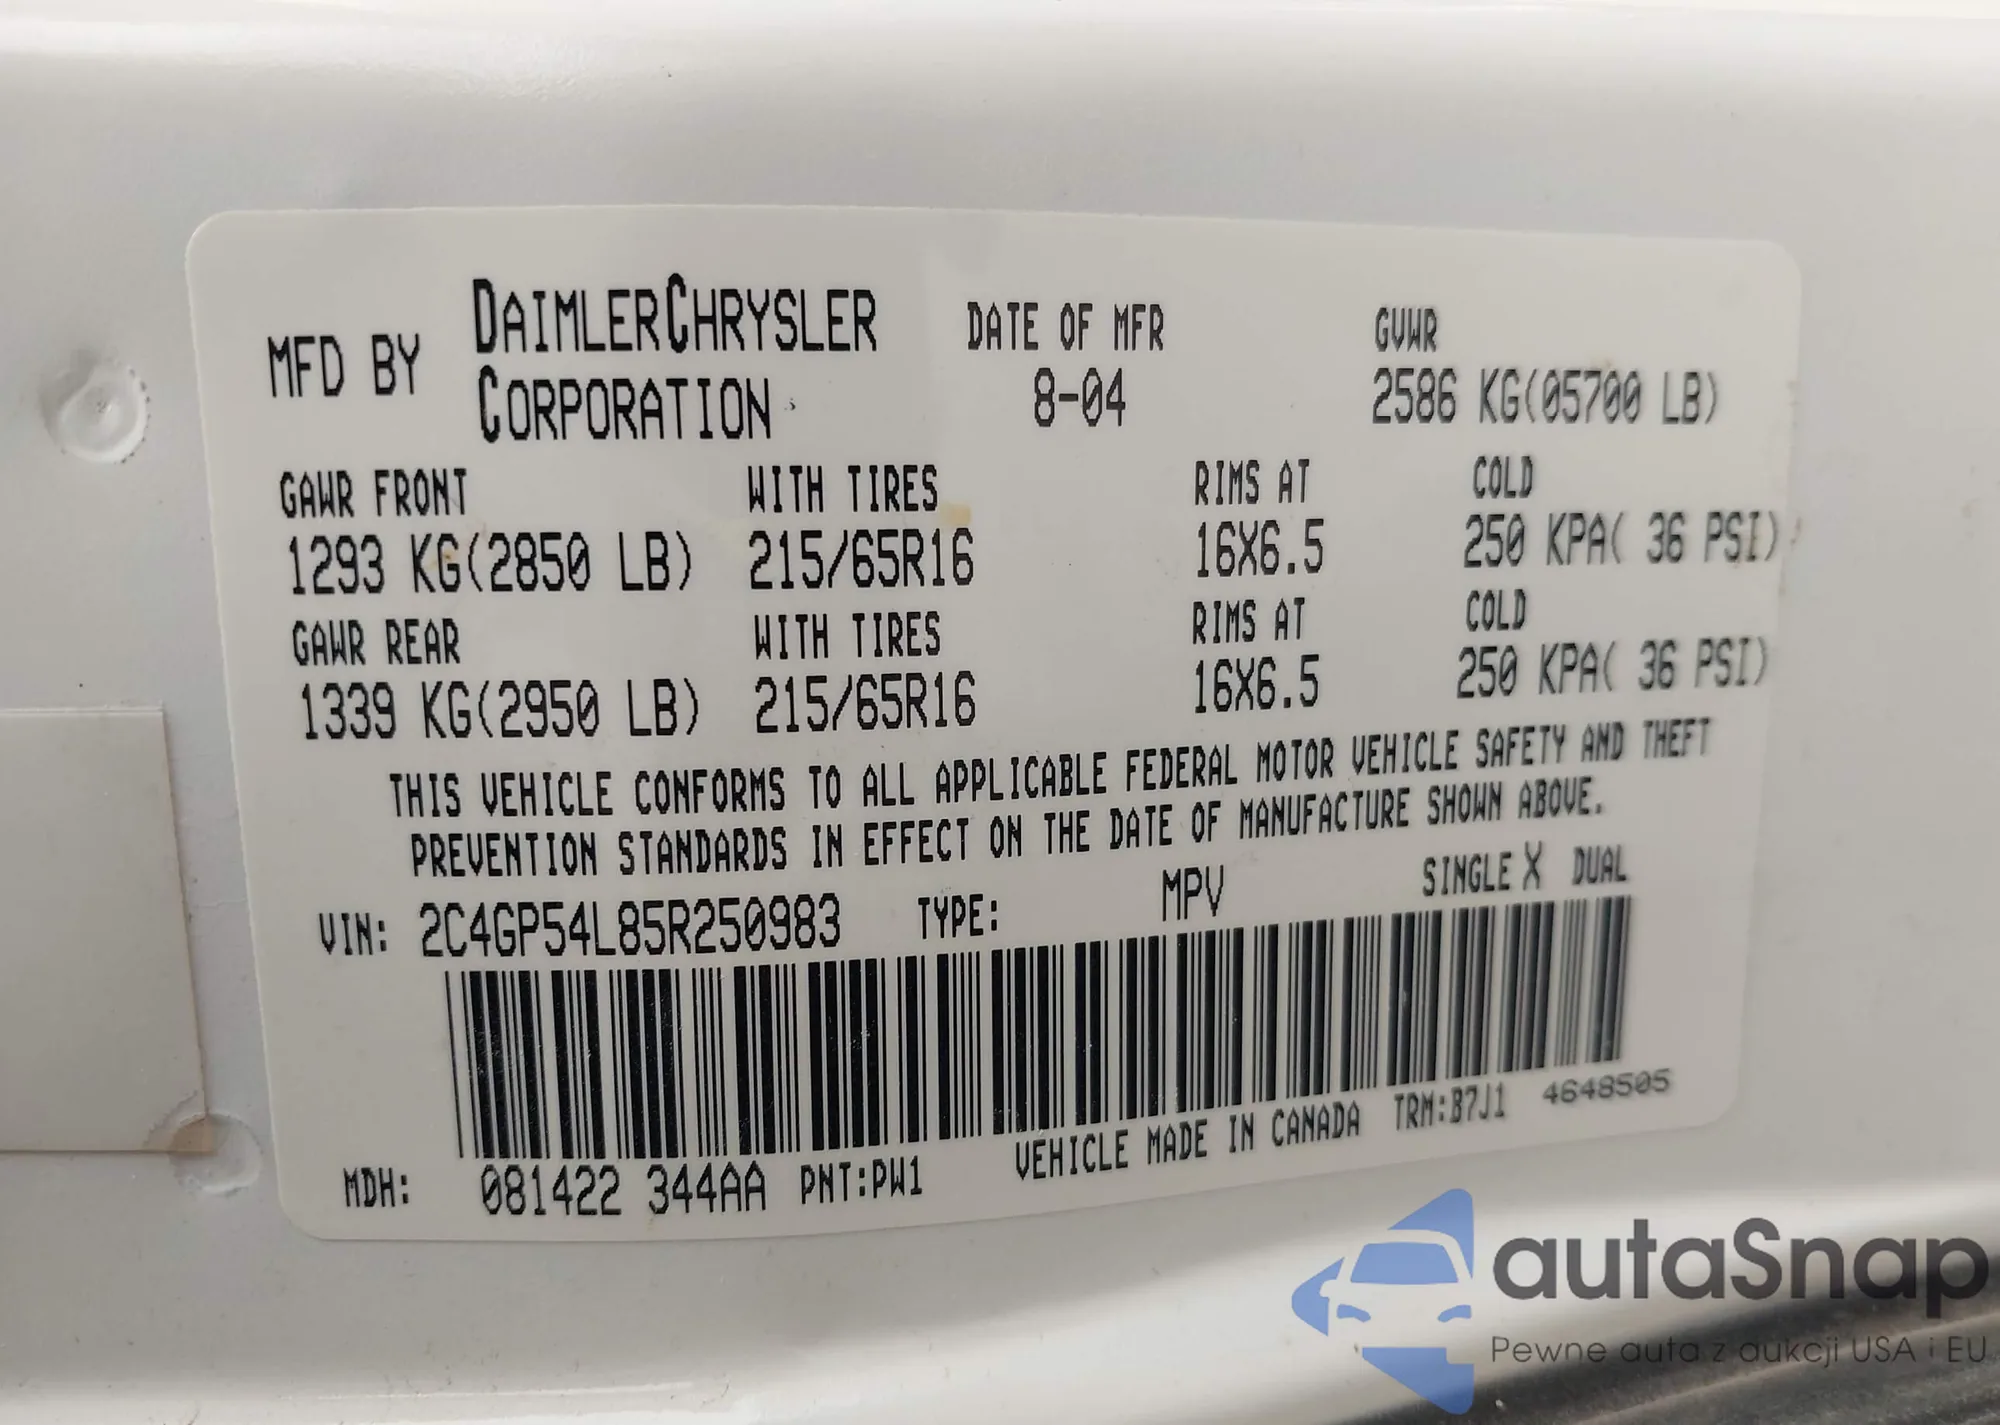 MFD BY DAIMLERCHRYSLER CORPORATION
DATE OF MFR
8-04
GVWR
2586 KG(05700 LB)
GAWR FRONT WITH TIRES RIMS AT COLD
1293 KG(2850 LB) 215/65R16 16X6.5 250 KPA( 36 PSI)
GAWR REAR WITH TIRES RIMS AT COLD
1339 KG(2950 LB) 215/65R16 16X6.5 250 KPA( 36 PSI)
THIS VEHICLE CONFORMS TO ALL APPLICABLE FEDERAL MOTOR VEHICLE SAFETY AND THEFT
PREVENTION STANDARDS IN EFFECT ON THE DATE OF MANUFACTURE SHOWN ABOVE.
VIN: 2C4GP54L85R250983 TYPE: MPV SINGLE X DUAL
MDH: 081422 344AA PNT:PW1 VEHICLE MADE IN CANADA TRM:B7J1 4648505
autaSnap
Pewne auta z aukcji USA i EU